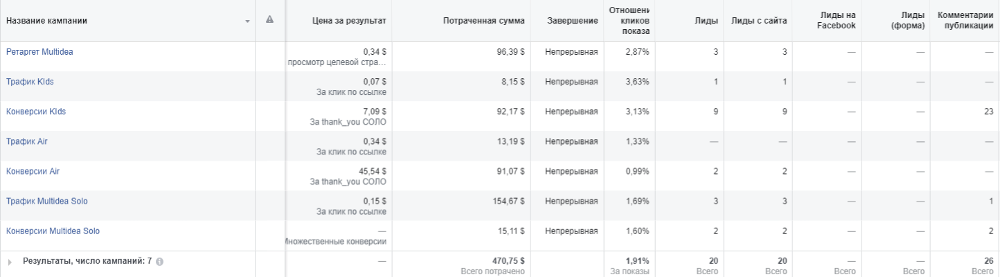 Название кампании
Цена за результат
Потраченная сумма
Завершение
Отношени
кликов
показа
Лиды
Лиды с сайта
Лиды на
Facebook
Лиды
(форма)
Комментарии
публикации
Ретаргет Multidea
0,34 $
просмотр целевой стра…
96,39 $
Непрерывная
2,87%
3
3
—
—
—
Трафик KIds
0,07 $
За клик по ссылке
8,15 $
Непрерывная
3,63%
1
1
—
—
—
Конверсии KIds
7,09 $
За thank_you СОЛО
92,17 $
Непрерывная
3,13%
9
9
—
—
23
Трафик Air
0,34 $
За клик по ссылке
13,19 $
Непрерывная
1,33%
—
—
—
—
—
Конверсии Air
45,54 $
За thank_you СОЛО
91,07 $
Непрерывная
0,99%
2
2
—
—
—
Трафик Multidea Solo
0,15 $
За клик по ссылке
154,67 $
Непрерывная
1,69%
3
3
—
—
1
Конверсии Multidea Solo
—
Множественные конверсии
15,11 $
Непрерывная
1,60%
2
2
—
—
2
Результаты, число кампаний: 7
—
470,75 $
Всего потрачено
1,91%
За показы
20
Всего
20
Всего
—
Всего
—
Всего
26
Всего